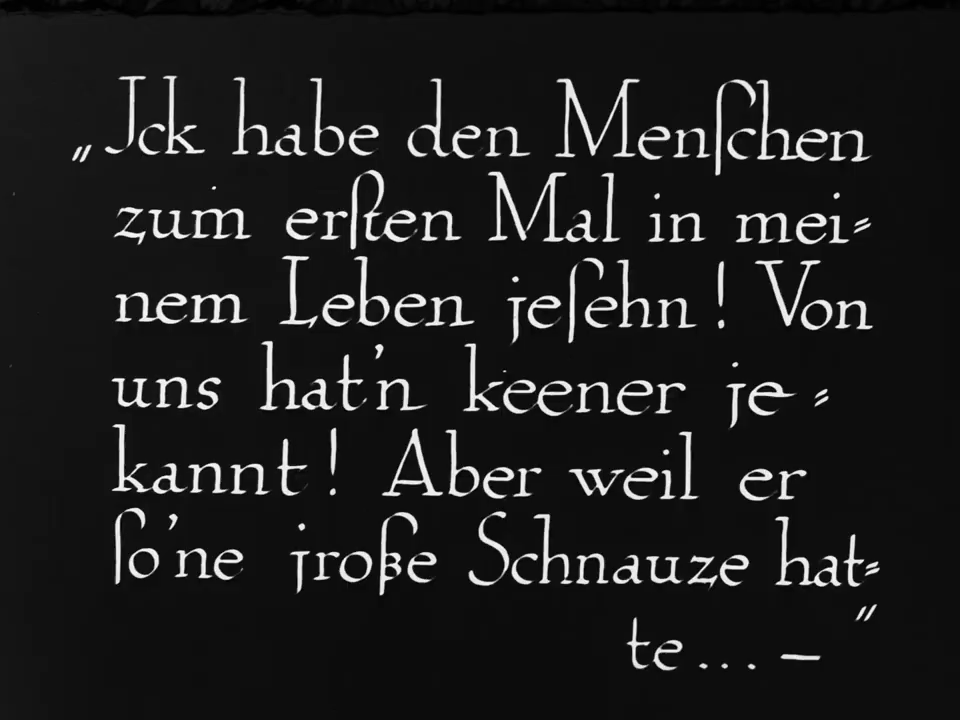 „Ick habe den Menſchen
zum erſten Mal in mei⸗
nem Leben jeſehn! Von
uns hat'n keener je⸗
kannt! Aber weil er
ſo'ne jroße Schnauze hat⸗
te... — "